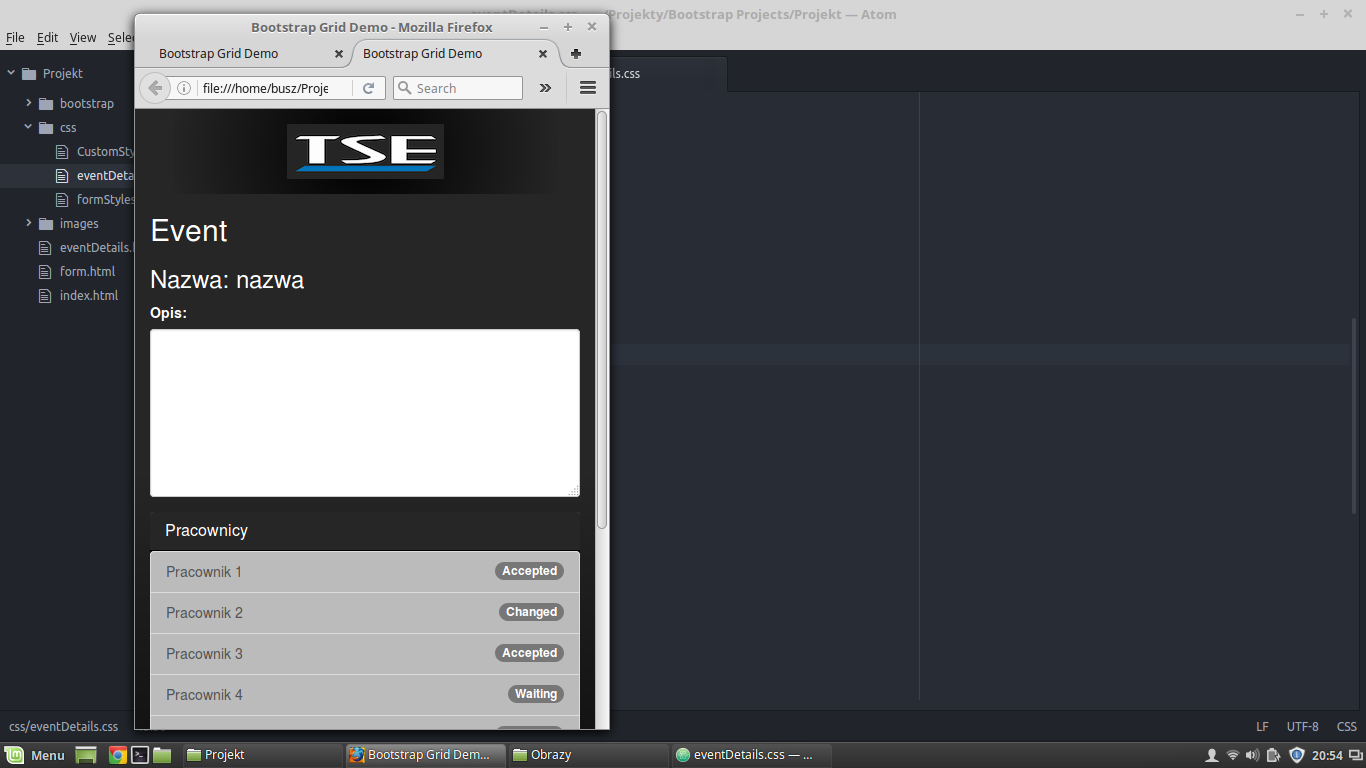 eventDetails.css — ~/Projekty/Bootstrap Projects/Projekt — Atom
File Edit View Selec
Projekt
bootstrap
css
CustomSty
eventDeta
formStyles
images
eventDetails.h
form.html
index.html
ils.css
Bootstrap Grid Demo - Mozilla Firefox
Bootstrap Grid Demo
Bootstrap Grid Demo
file:///home/busz/Proje
Search
TSE
Event
Nazwa: nazwa
Opis:
Pracownicy
Pracownik 1 Accepted
Pracownik 2 Changed
Pracownik 3 Accepted
Pracownik 4 Waiting
css/eventDetails.css
LF UTF-8 CSS
Menu
Projekt
Bootstrap Grid Dem...
Obrazy
eventDetails.css — ...
20:54